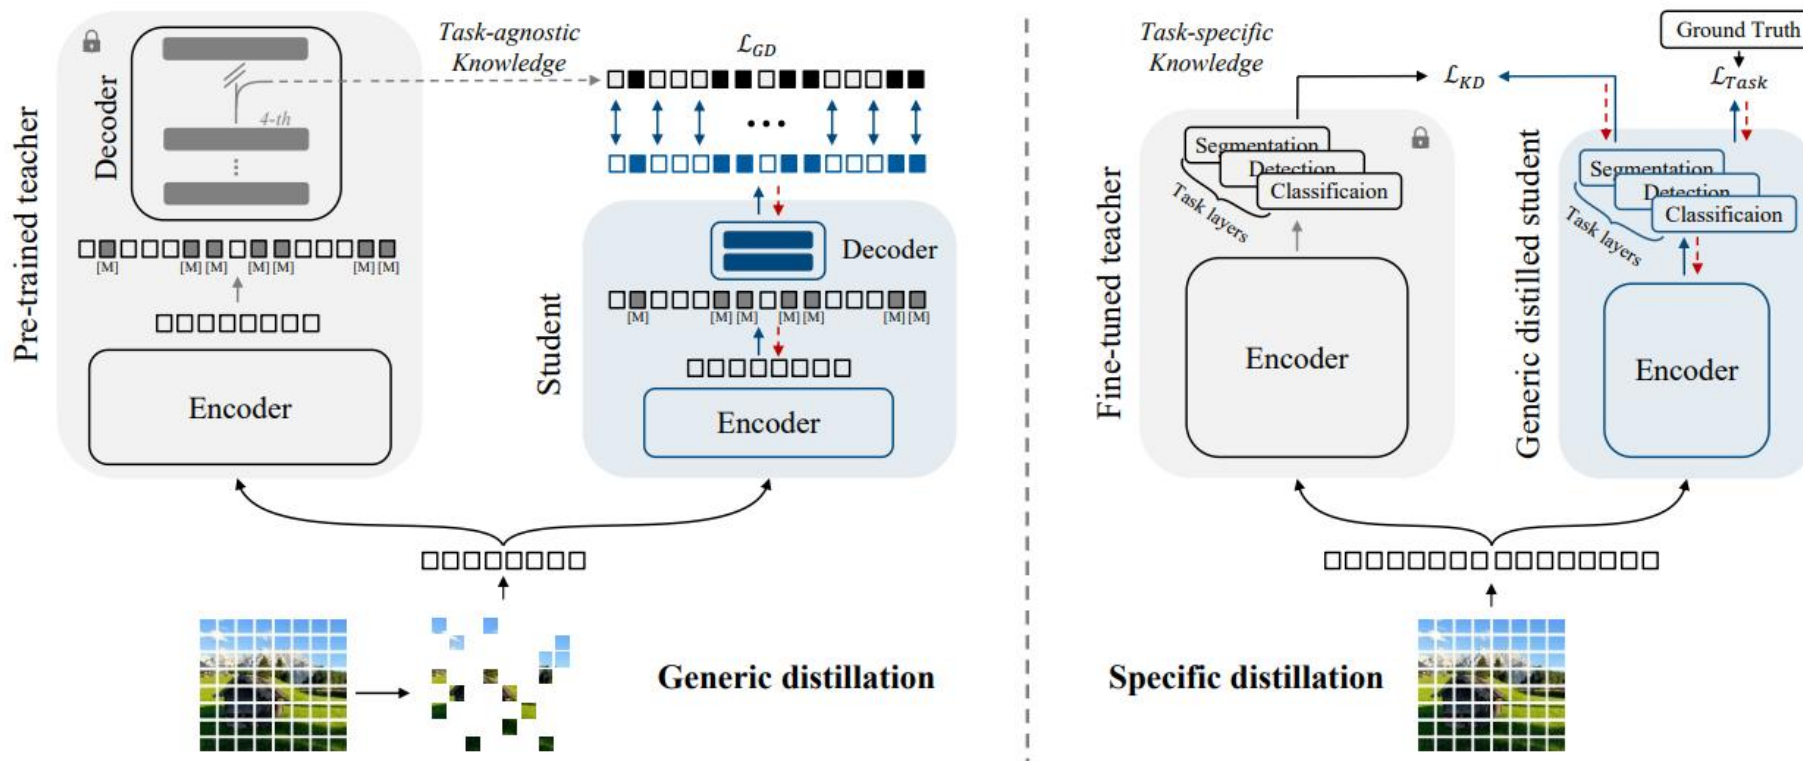 Pre-trained teacher
Decoder
4-th
[M] [M] [M] [M] [M] [M] [M]
Encoder
Task-agnostic
Knowledge
ℒGD
Decoder
[M] [M] [M] [M] [M] [M] [M]
Student
Encoder
Generic distillation
Task-specific
Knowledge
ℒKD
Ground Truth
ℒTask
Fine-tuned teacher
Segmentation
Detection
Classificaion
Task layers
Encoder
Generic distilled student
Segmentation
Detection
Classificaion
Task layers
Encoder
Specific distillation